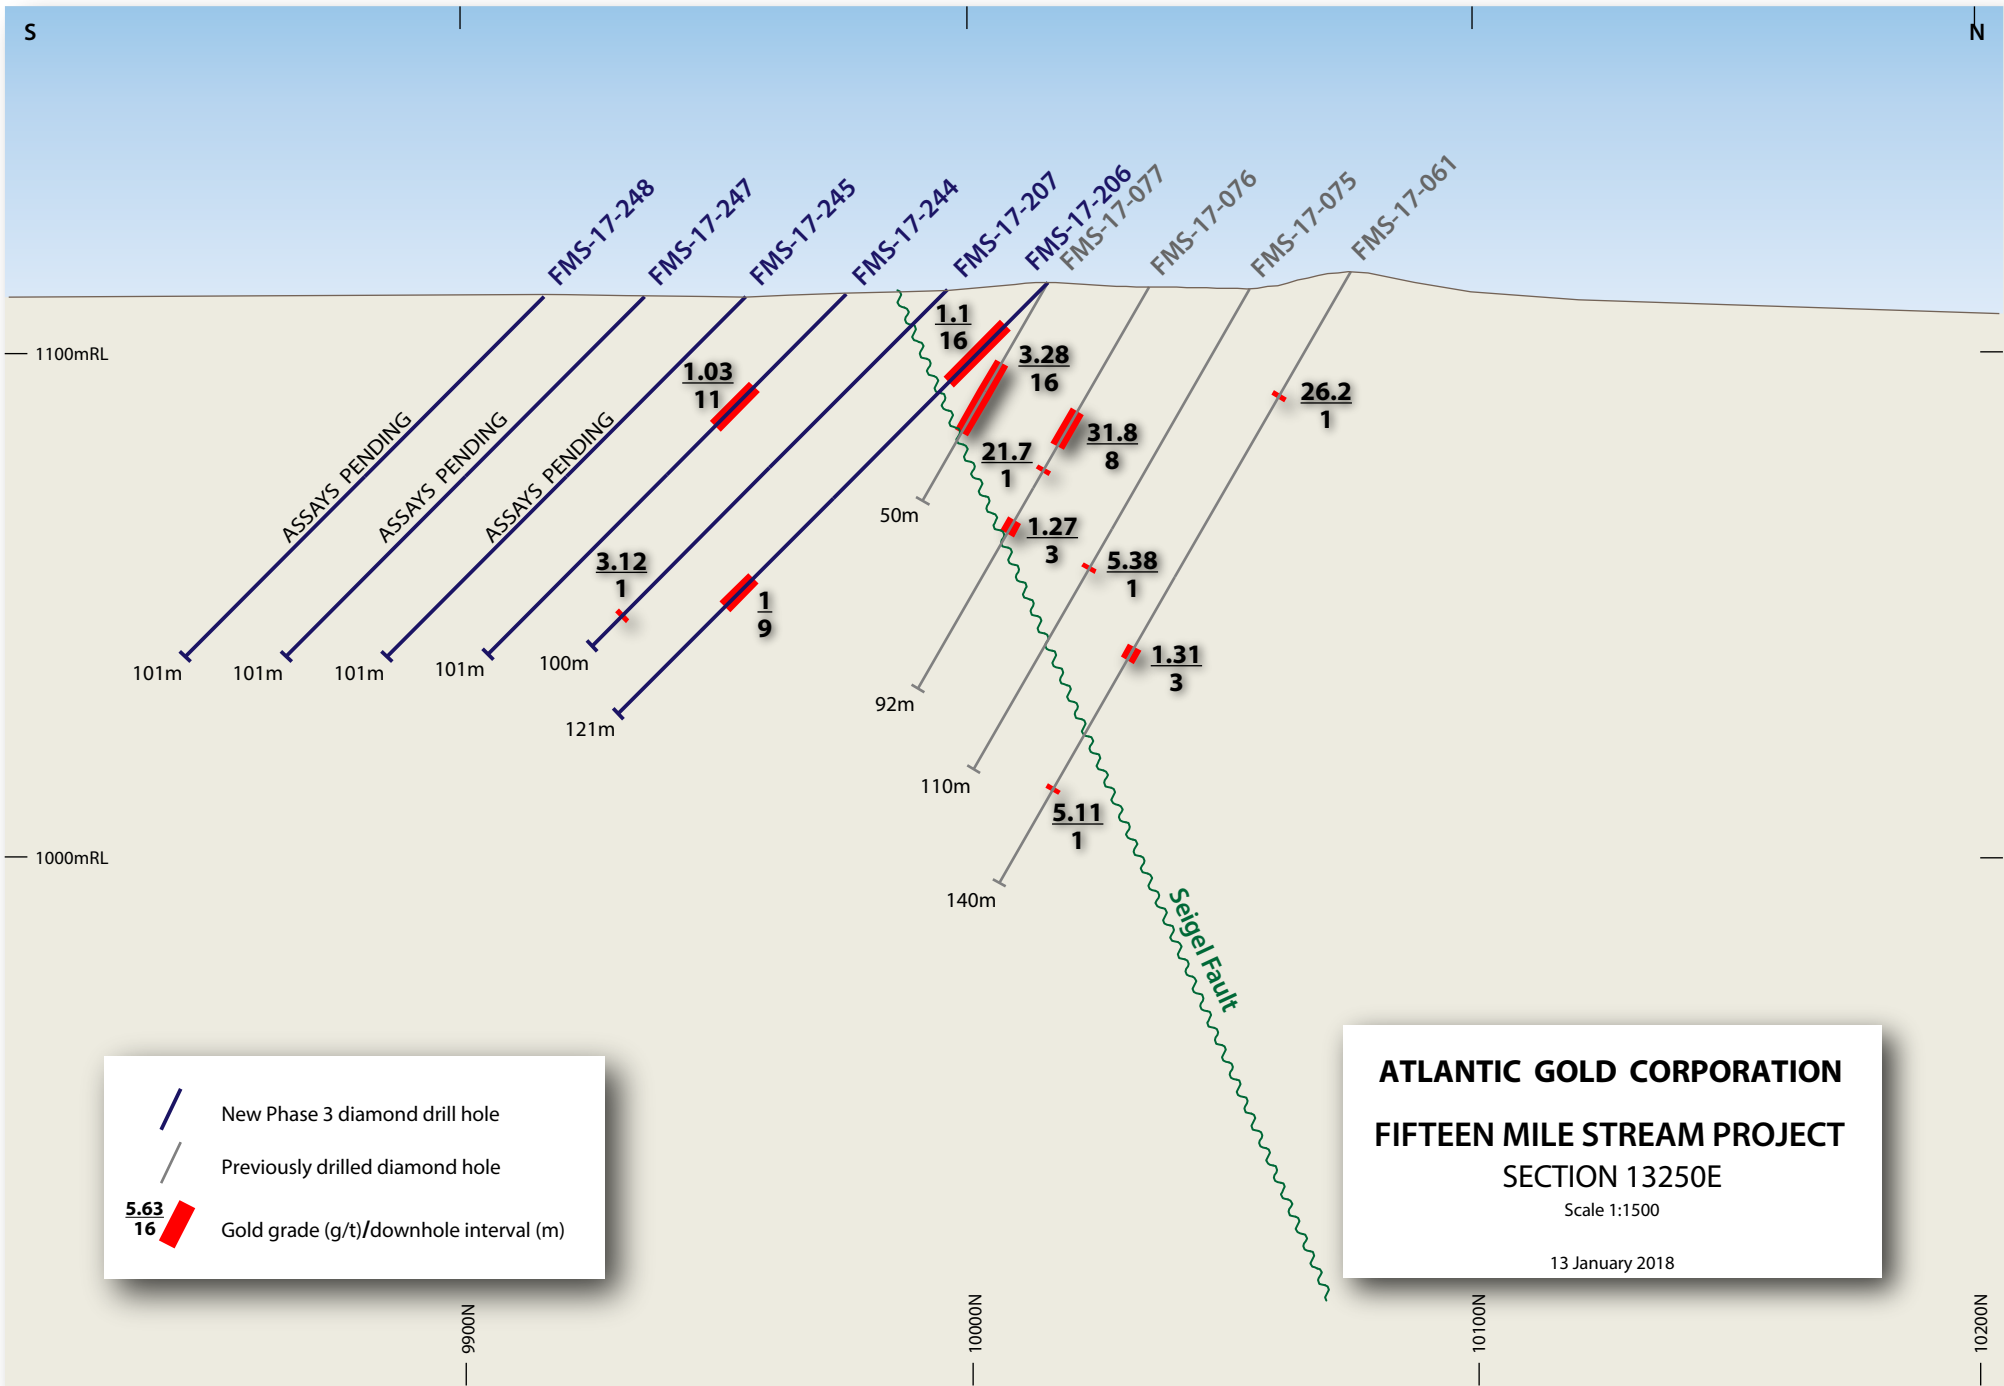 S
N
FMS-17-248
FMS-17-247
FMS-17-245
FMS-17-244
FMS-17-207
FMS-17-206
FMS-17-077
FMS-17-076
FMS-17-075
FMS-17-061
1100mRL
1.1
16
3.28
16
1.03
11
26.2
1
31.8
8
21.7
1
ASSAYS PENDING
ASSAYS PENDING
ASSAYS PENDING
50m
1.27
3
5.38
1
3.12
1
1
9
101m
101m
101m
101m
100m
121m
92m
1.31
3
110m
5.11
1
1000mRL
140m
Seigel Fault
New Phase 3 diamond drill hole
Previously drilled diamond hole
5.63
16
Gold grade (g/t)/downhole interval (m)
ATLANTIC GOLD CORPORATION
FIFTEEN MILE STREAM PROJECT
SECTION 13250E
Scale 1:1500
13 January 2018
9900N
10000N
10100N
10200N